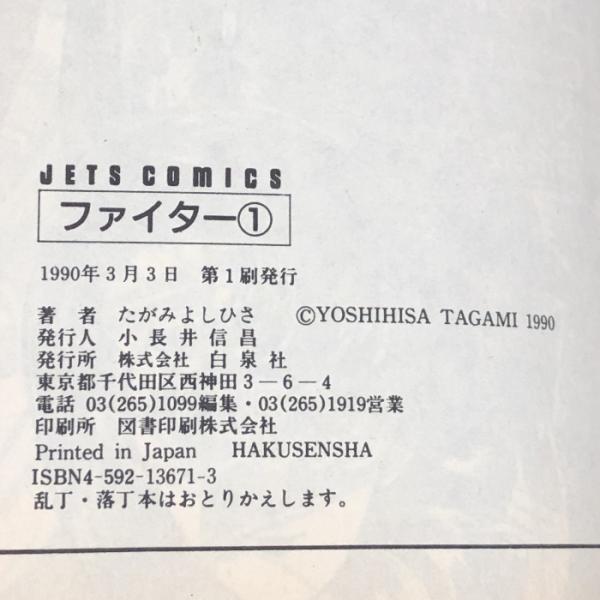 JETS COMICS
ファイター①
1990年3月3日 第1刷発行
著者 たがみよしひさ ©YOSHIHISA TAGAMI 1990
発行人 小長井信昌
発行所 株式会社 白泉社
東京都千代田区西神田3－6－4
電話 03(265)1099編集・03(265)1919営業
印刷所 図書印刷株式会社
Printed in Japan HAKUSENSHA
ISBN4-592-13671-3
乱丁・落丁本はおとりかえします。